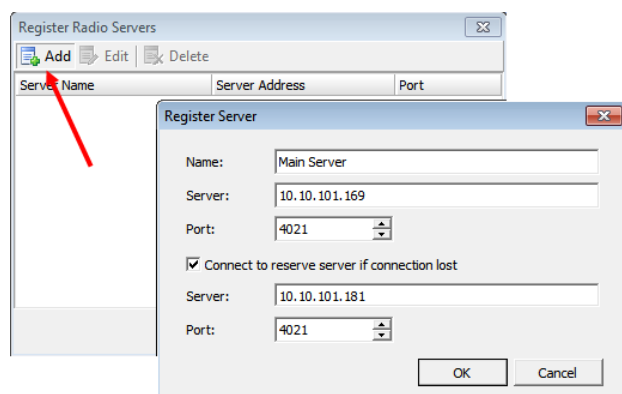 Register Radio Servers
Add Edit Delete
Server Name Server Address Port
Register Server
Name: Main Server
Server: 10.10.101.169
Port: 4021
Connect to reserve server if connection lost
Server: 10.10.101.181
Port: 4021
OK Cancel